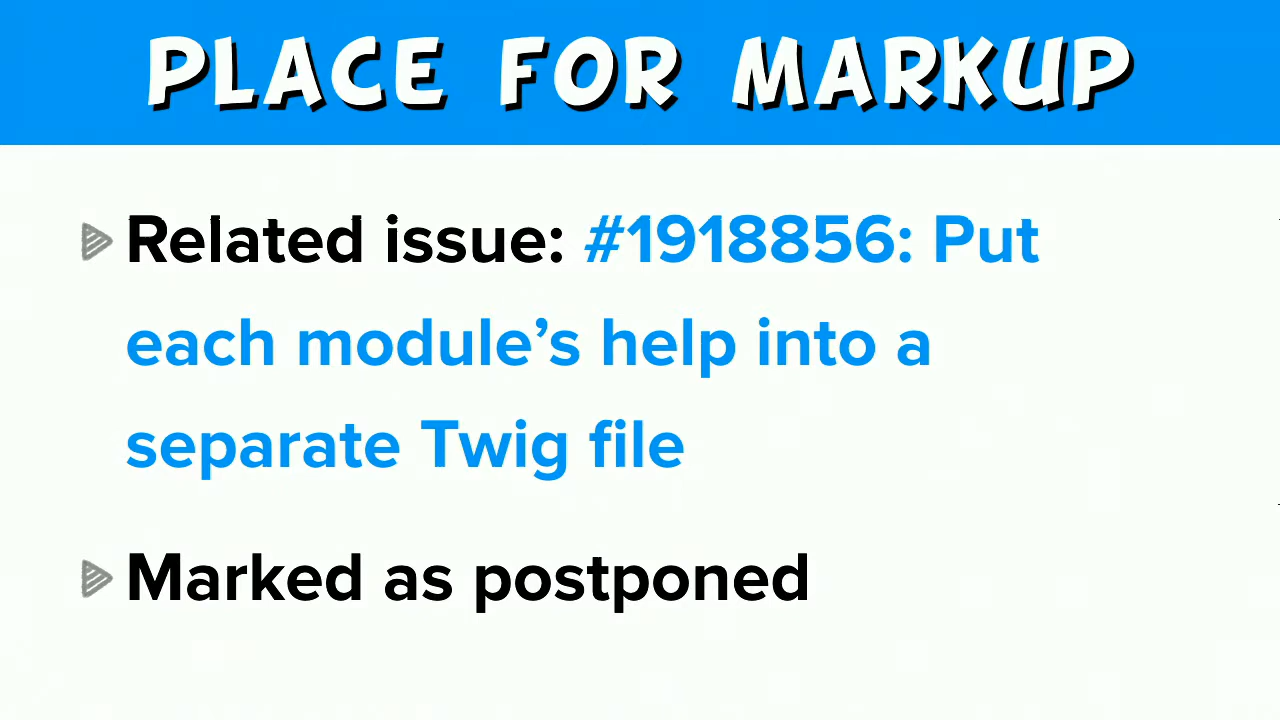 PLACE FOR MARKUP
Related issue: #1918856: Put
each module’s help into a
separate Twig file
Marked as postponed